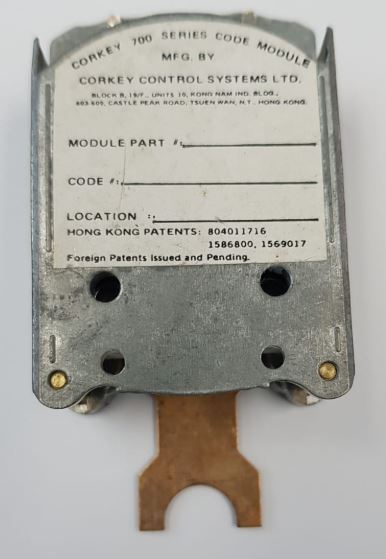 CORKEY 700 SERIES CODE MODULE
MFG. BY
CORKEY CONTROL SYSTEMS LTD.
BLOCK B, 19/F., UNITS 10, KONG NAM IND. BLDG.,
603-609, CASTLE PEAK ROAD, TSUEN WAN, N.T., HONG KONG.
MODULE PART #:
CODE #:
LOCATION :
HONG KONG PATENTS: 804011716
1586800, 1569017
Foreign Patents Issued and Pending.